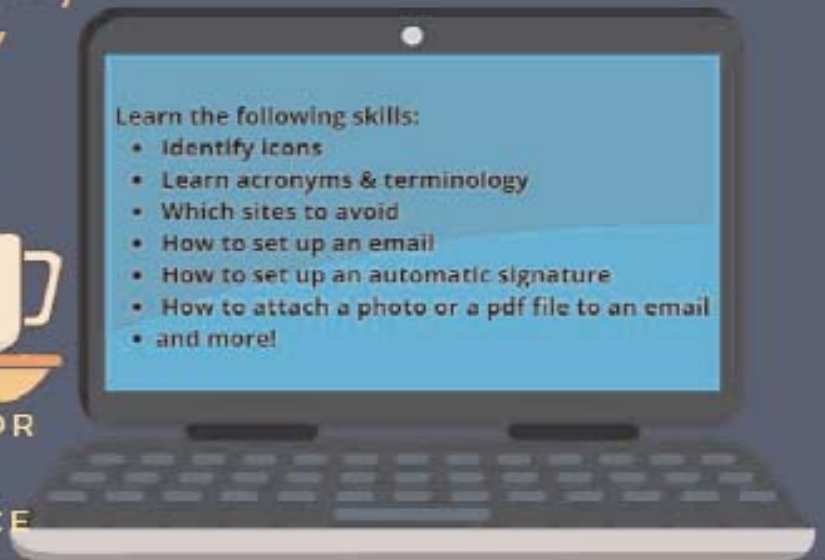 Learn the following skills:
• Identify icons
• Learn acronyms & terminology
• Which sites to avoid
• How to set up an email
• How to set up an automatic signature
• How to attach a photo or a pdf file to an email
• and more!
OR
CE